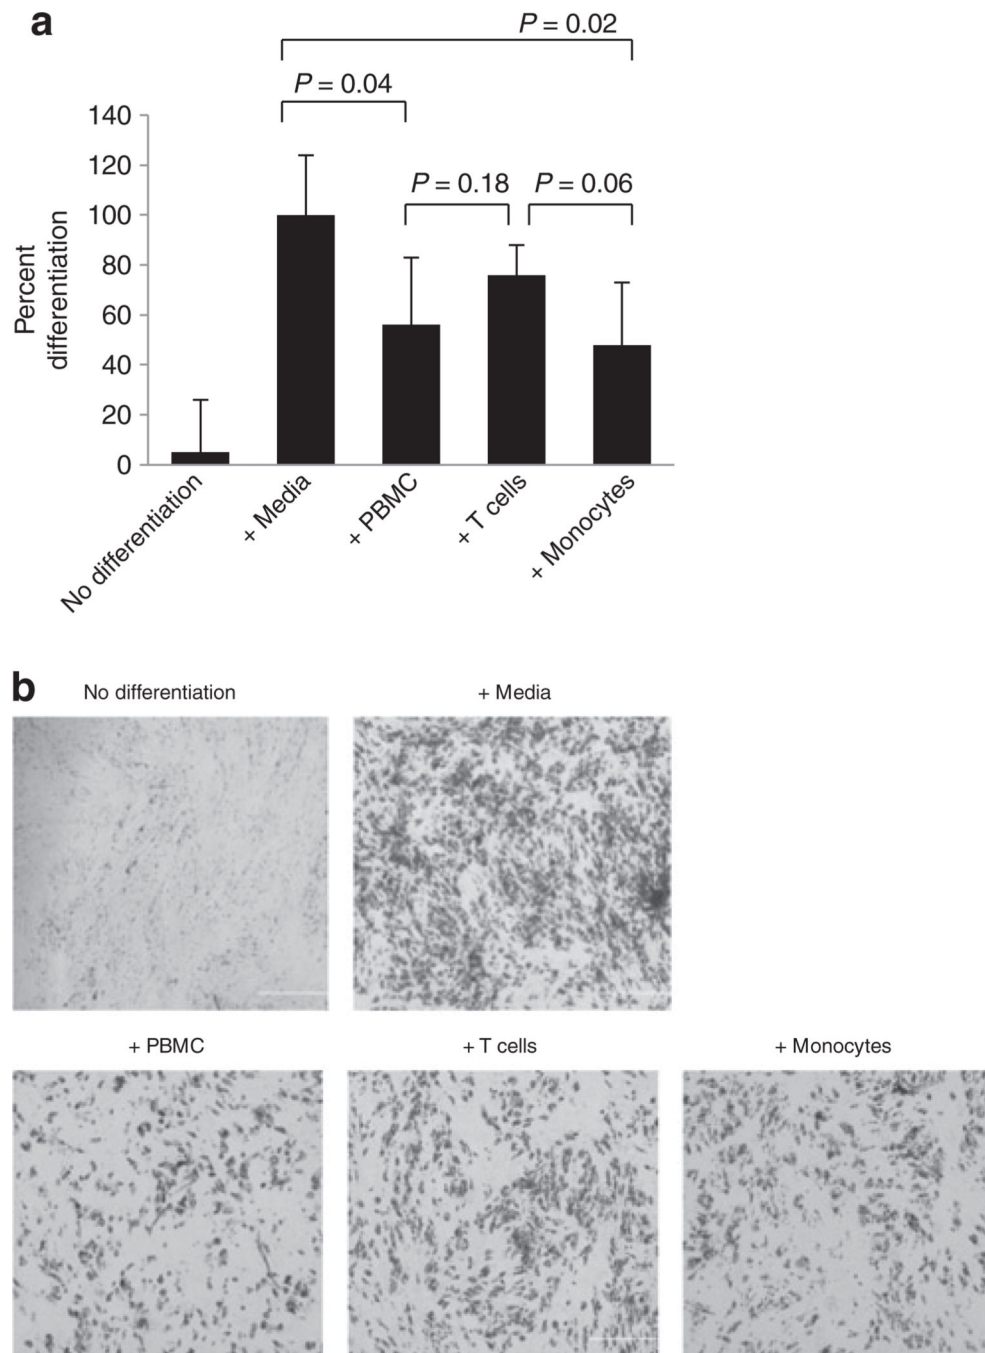 a
P = 0.02
P = 0.04
P = 0.18
P = 0.06
Percent
differentiation
140
120
100
80
60
40
20
0
No differentiation
+ Media
+ PBMC
+ T cells
+ Monocytes
b
No differentiation
+ Media
+ PBMC
+ T cells
+ Monocytes